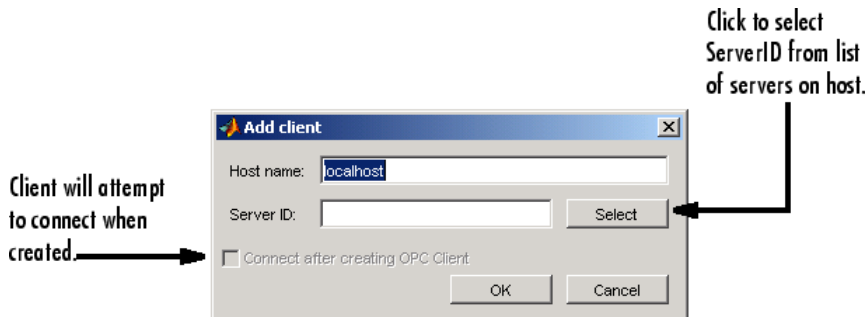 Click to select
ServerID from list
of servers on host.
Add client
Host name: localhost
Client will attempt
to connect when
created.
Server ID:
Select
Connect after creating OPC Client
OK
Cancel